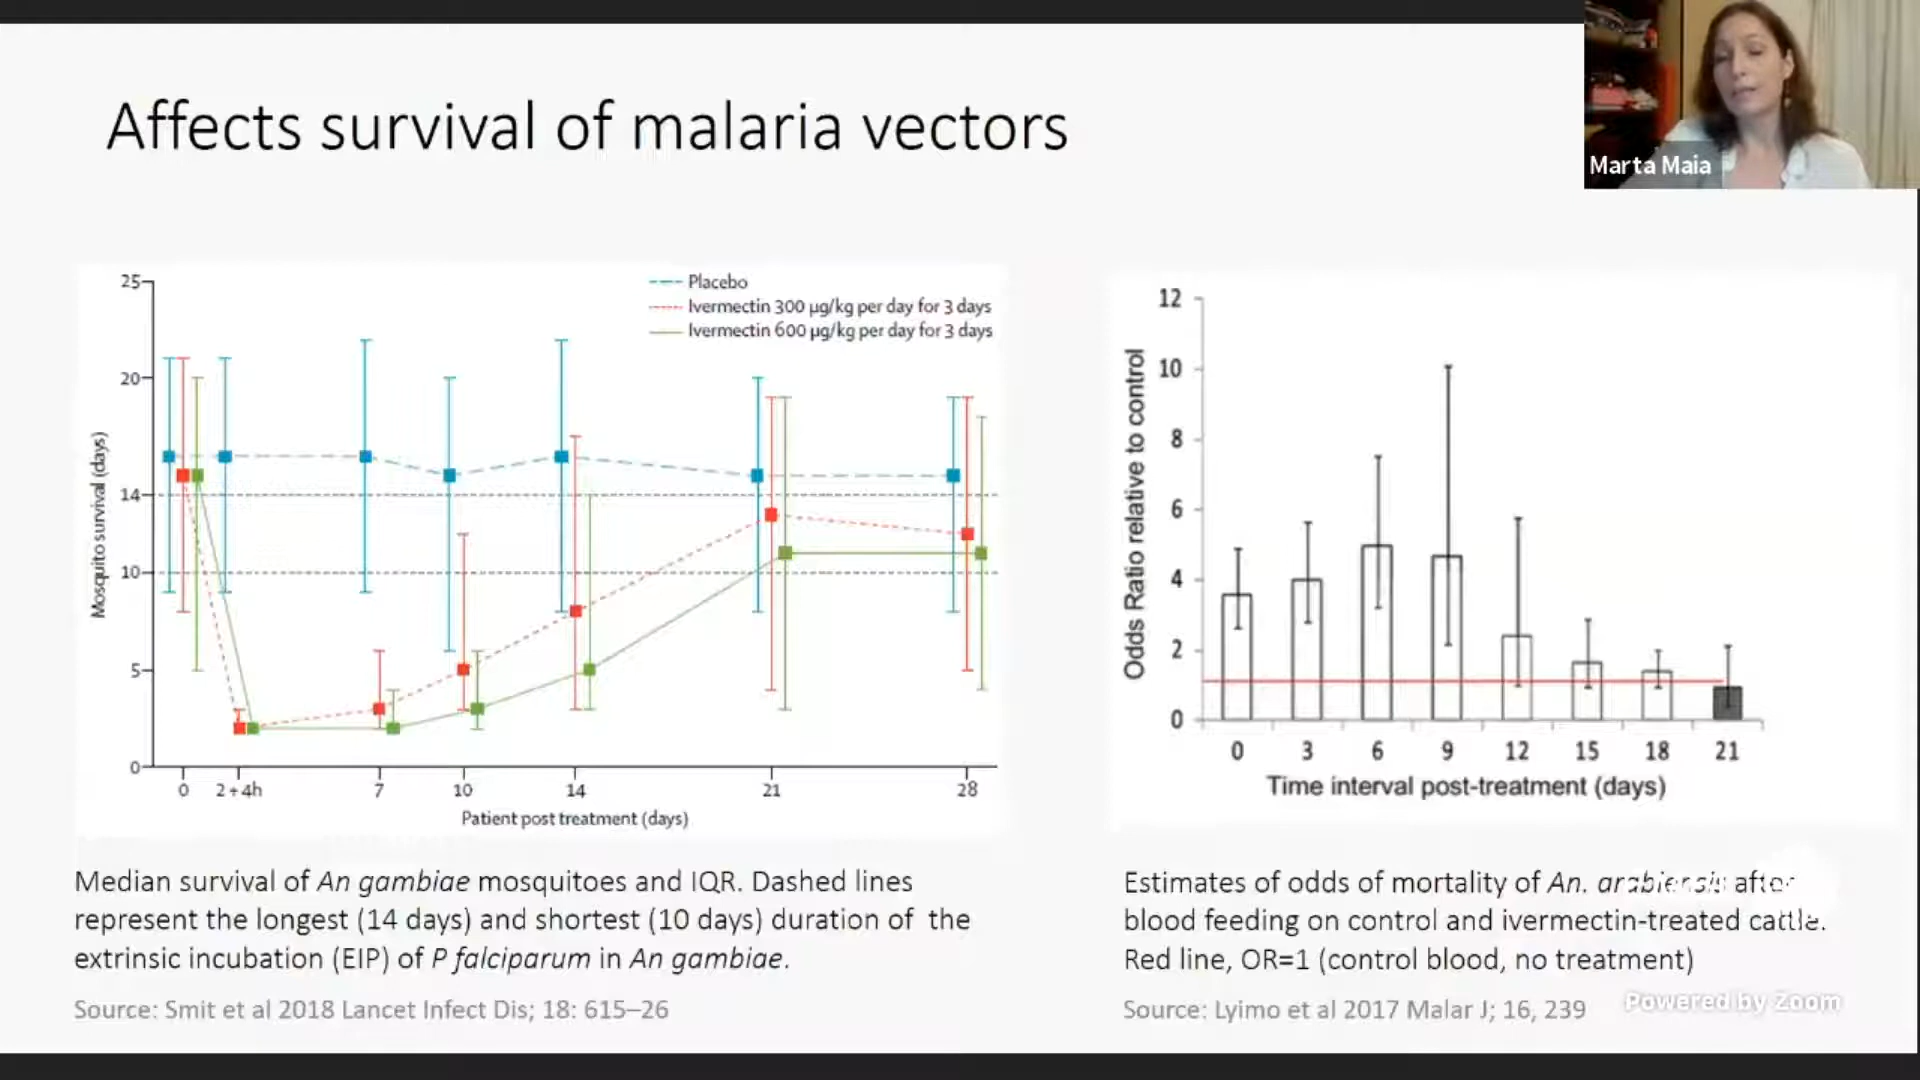 Marta Maia
Affects survival of malaria vectors
Placebo
Ivermectin 300 μg/kg per day for 3 days
Ivermectin 600 μg/kg per day for 3 days
Mosquito survival (days)
25
20
14
10
5
0
0 2+4h 7 10 14 21 28
Patient post treatment (days)
Odds Ratio relative to control
12
10
8
6
4
2
0
0 3 6 9 12 15 18 21
Time interval post-treatment (days)
Median survival of An gambiae mosquitoes and IQR. Dashed lines
represent the longest (14 days) and shortest (10 days) duration of the
extrinsic incubation (EIP) of P falciparum in An gambiae.
Source: Smit et al 2018 Lancet Infect Dis; 18: 615–26
Estimates of odds of mortality of An. arabiensis after
blood feeding on control and ivermectin-treated cattle.
Red line, OR=1 (control blood, no treatment)
Source: Lyimo et al 2017 Malar J; 16, 239
Powered by Zoom